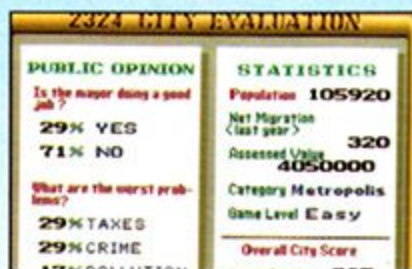 2324 CITY EVALUATION
PUBLIC OPINION
Is the mayor doing a good
job?
29% YES
71% NO
What are the worst prob-
lems?
29% TAXES
29% CRIME
POLLUTION
STATISTICS
Population 105920
Net Migration
<last year>
320
Assessed Value
4050000
Category Metropolis
Game Level Easy
Overall City Score